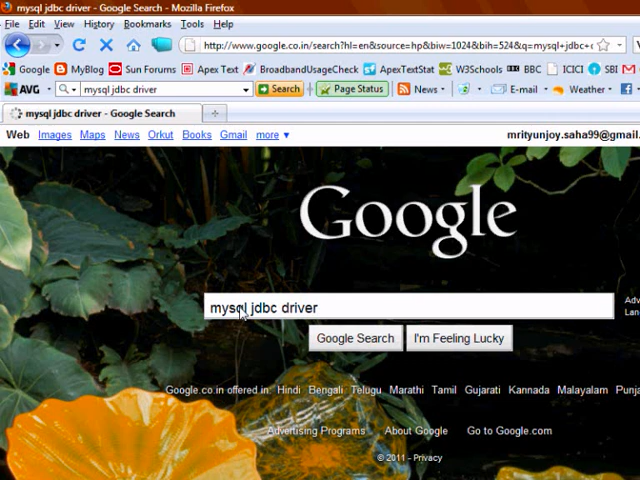 mysql jdbc driver - Google Search - Mozilla Firefox
File Edit View History Bookmarks Tools Help
http://www.google.co.in/search?hl=en&source=hp&biw=1024&bih=524&q=mysql+jdbc+
Google MyBlog Sun Forums Apex Text BroadbandUsageCheck ApexTextStat W3Schools BBC ICICI SBI
AVG mysql jdbc driver Search Page Status News E-mail Weather
mysql jdbc driver - Google Search
Web Images Maps News Orkut Books Gmail more ▼ mrityunjoy.saha99@gmail.
Google
mysql jdbc driver
Google Search I'm Feeling Lucky
Google.co.in offered in: Hindi Bengali Telugu Marathi Tamil Gujarati Kannada Malayalam
Advertising Programs About Google Go to Google.com
© 2011 - Privacy